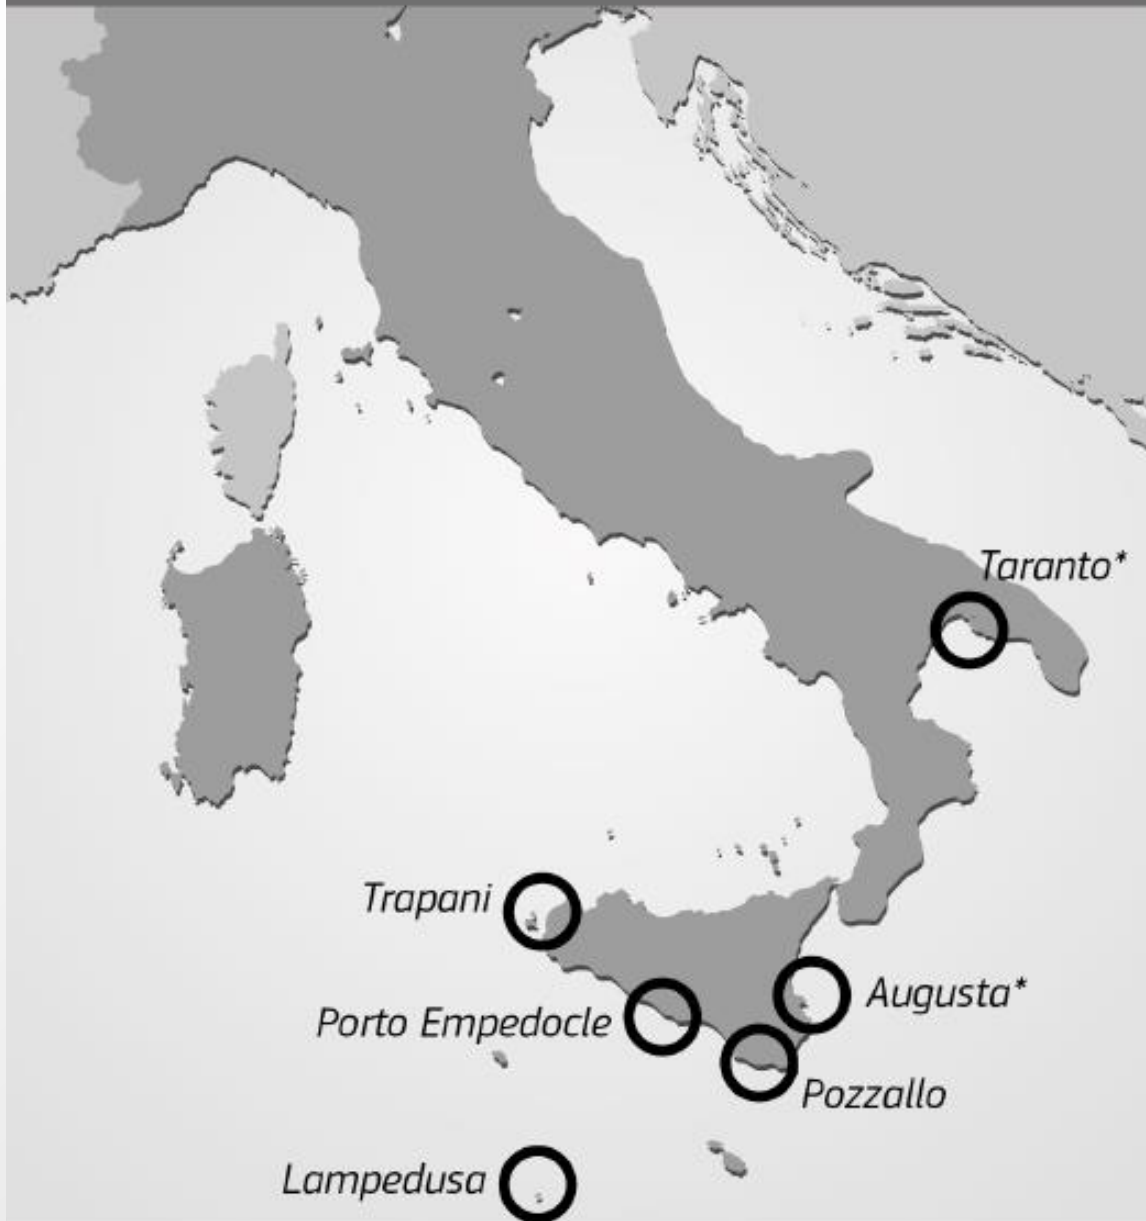 Taranto*
Trapani
Augusta*
Porto Empedocle
Pozzallo
Lampedusa